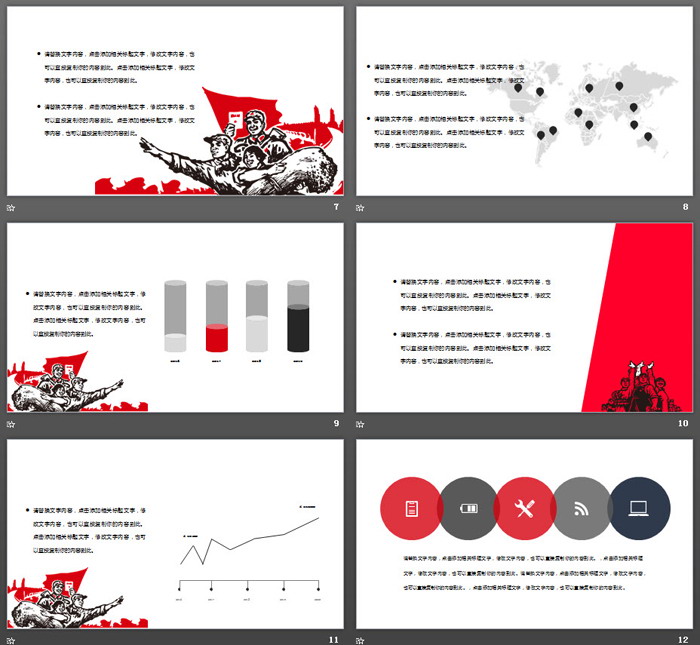 • 请替换文字内容，点击添加相关标题文字，修改文字内容，也
可以直接复制你的内容到此。点击添加相关标题文字，修改文
字内容，也可以直接复制你的内容到此。
• 请替换文字内容，点击添加相关标题文字，修改文字内容，也
可以直接复制你的内容到此。点击添加相关标题文字，修改文
字内容，也可以直接复制你的内容到此。
7
• 请替换文字内容，点击添加相关标题文字，修改文字内容，也
可以直接复制你的内容到此。点击添加相关标题文字，修改文
字内容，也可以直接复制你的内容到此。
• 请替换文字内容，点击添加相关标题文字，修改文字内容，也
可以直接复制你的内容到此。点击添加相关标题文字，修改文
字内容，也可以直接复制你的内容到此。
8
• 请替换文字内容，点击添加相关标题文字，修
改文字内容，也可以直接复制你的内容到此。
点击添加相关标题文字，修改文字内容，也可
以直接复制你的内容到此。
9
• 请替换文字内容，点击添加相关标题文字，修改文字内容，也
可以直接复制你的内容到此。点击添加相关标题文字，修改文
字内容，也可以直接复制你的内容到此。
• 请替换文字内容，点击添加相关标题文字，修改文字内容，也
可以直接复制你的内容到此。点击添加相关标题文字，修改文
字内容，也可以直接复制你的内容到此。
10
• 请替换文字内容，点击添加相关标题文字，修
改文字内容，也可以直接复制你的内容到此。
点击添加相关标题文字，修改文字内容，也可
以直接复制你的内容到此。
11
请替换文字内容，点击添加相关标题文字，修改文字内容，也可以直接复制你的内容到此。，点击添加相关标题
文字，修改文字内容，也可以直接复制你的内容到此。请替换文字内容，点击添加相关标题文字，修改文字内容，
也可以直接复制你的内容到此。，点击添加相关标题文字，修改文字内容，也可以直接复制你的内容到此。
12